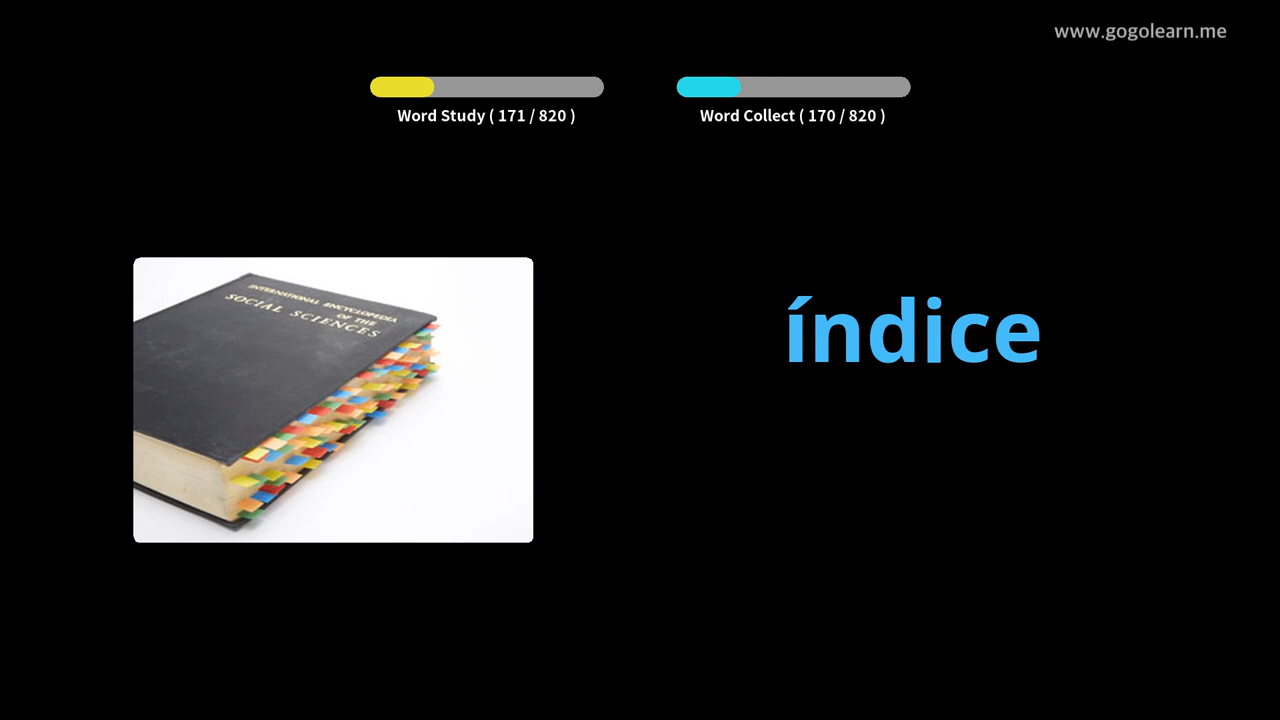 www.gogolearn.me
Word Study ( 171 / 820 )
Word Collect ( 170 / 820 )
INTERNATIONAL ENCYCLOPEDIA
OF THE
SOCIAL SCIENCES
índice